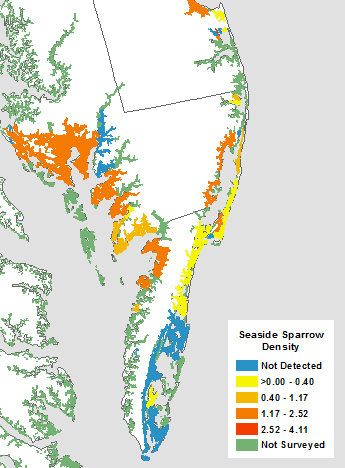 Seaside Sparrow
Density
Not Detected
>0.00 - 0.40
0.40 - 1.17
1.17 - 2.52
2.52 - 4.11
Not Surveyed